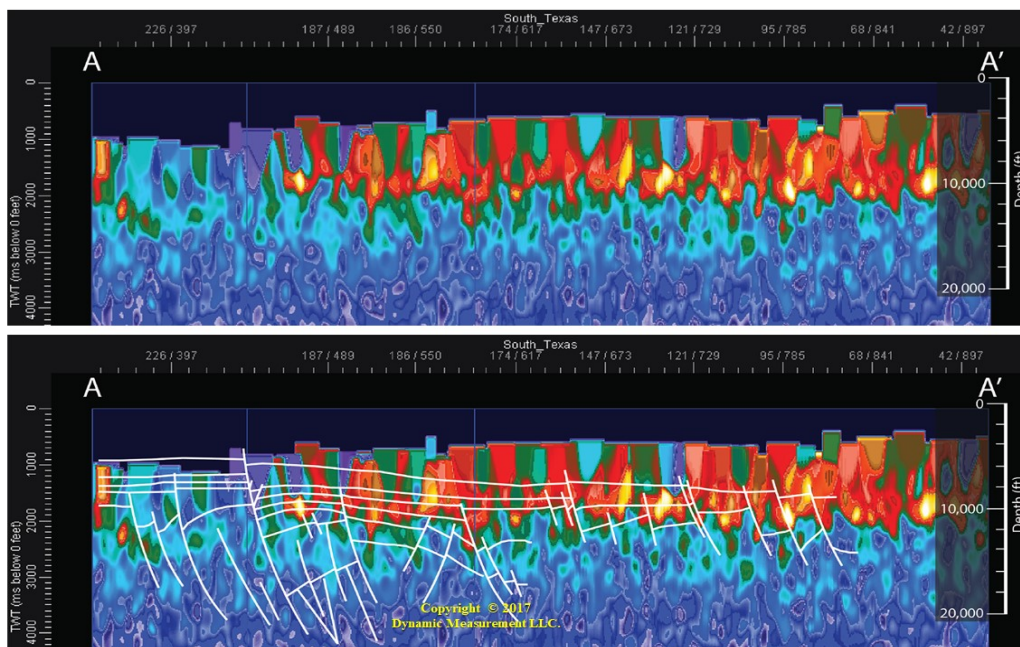 South_Texas
226 / 397 187 / 489 186 / 550 174 / 617 147 / 673 121 / 729 95 / 785 68 / 841 42 / 897
A A'
0 1000 2000 3000 4000
TWT (ms below 0 feet)
0 10,000 20,000
Depth (ft)
South_Texas
226 / 397 187 / 489 186 / 550 174 / 617 147 / 673 121 / 729 95 / 785 68 / 841 42 / 897
A A'
0 1000 2000 3000 4000
TWT (ms below 0 feet)
0 10,000 20,000
Depth (ft)
Copyright © 2017
Dynamic Measurement LLC.